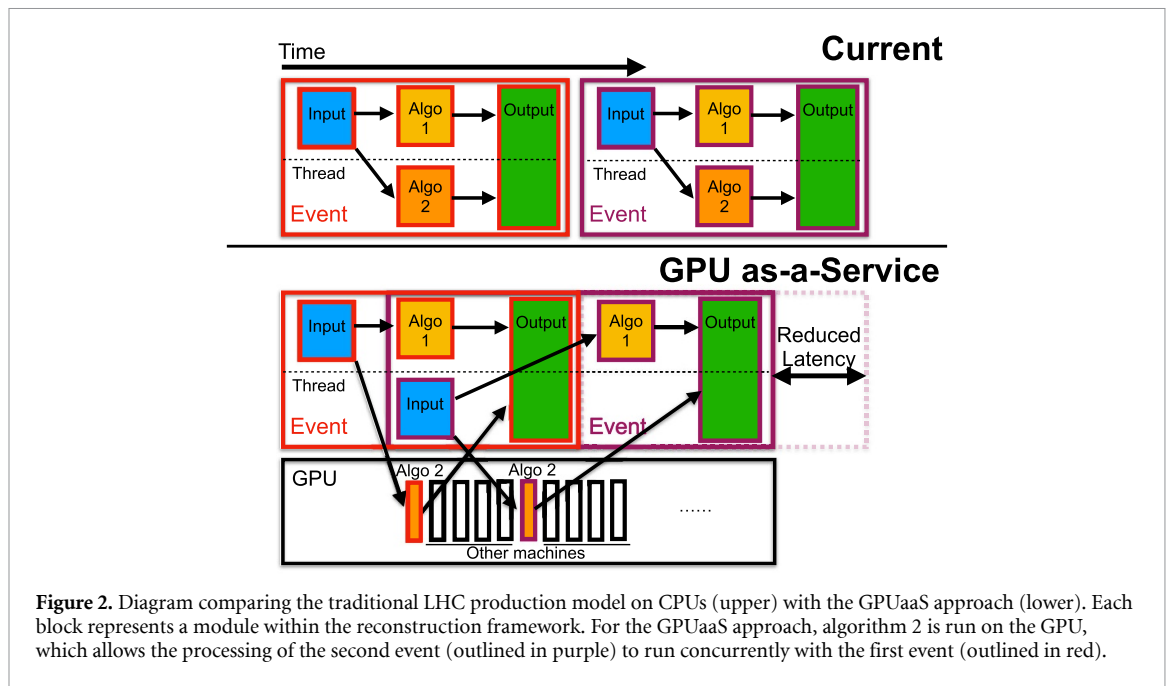 Current
Time
Input
Algo
1
Output
Input
Algo
1
Output
Thread
Algo
2
Event
Thread
Algo
2
Event
GPU as-a-Service
Input
Algo
1
Output
Algo
1
Output
Reduced
Latency
Thread
Input
Event
Event
GPU
Algo 2
Algo 2
......
Other machines
Figure 2. Diagram comparing the traditional LHC production model on CPUs (upper) with the GPUaaS approach (lower). Each
block represents a module within the reconstruction framework. For the GPUaaS approach, algorithm 2 is run on the GPU,
which allows the processing of the second event (outlined in purple) to run concurrently with the first event (outlined in red).